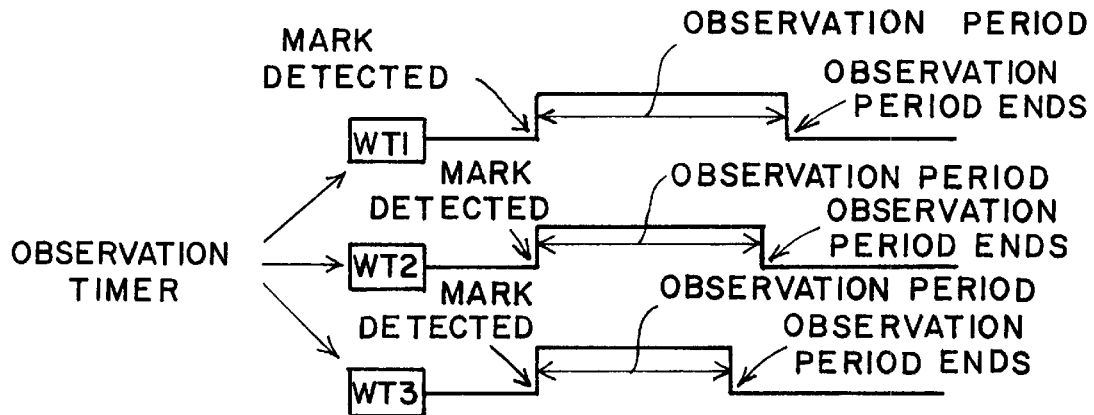 MARK
DETECTED
OBSERVATION PERIOD
OBSERVATION
PERIOD ENDS
WT1
MARK
DETECTED
OBSERVATION PERIOD
OBSERVATION
PERIOD ENDS
OBSERVATION
TIMER
WT2
MARK
DETECTED
OBSERVATION PERIOD
OBSERVATION
PERIOD ENDS
WT3